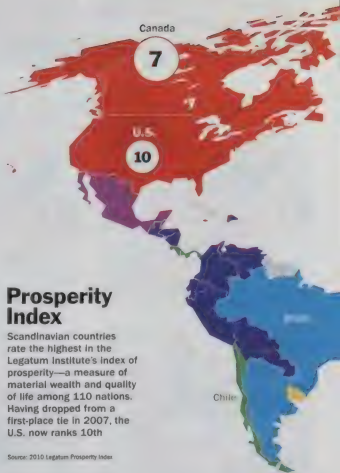 Canada
7
U.S.
10
Prosperity
Index
Scandinavian countries
rate the highest in the
Legatum Institute's index of
prosperity—a measure of
material wealth and quality
of life among 110 nations.
Having dropped from a
first-place tie in 2007, the
U.S. now ranks 10th
Chile
Source: 2010 Legatum Prosperity Index